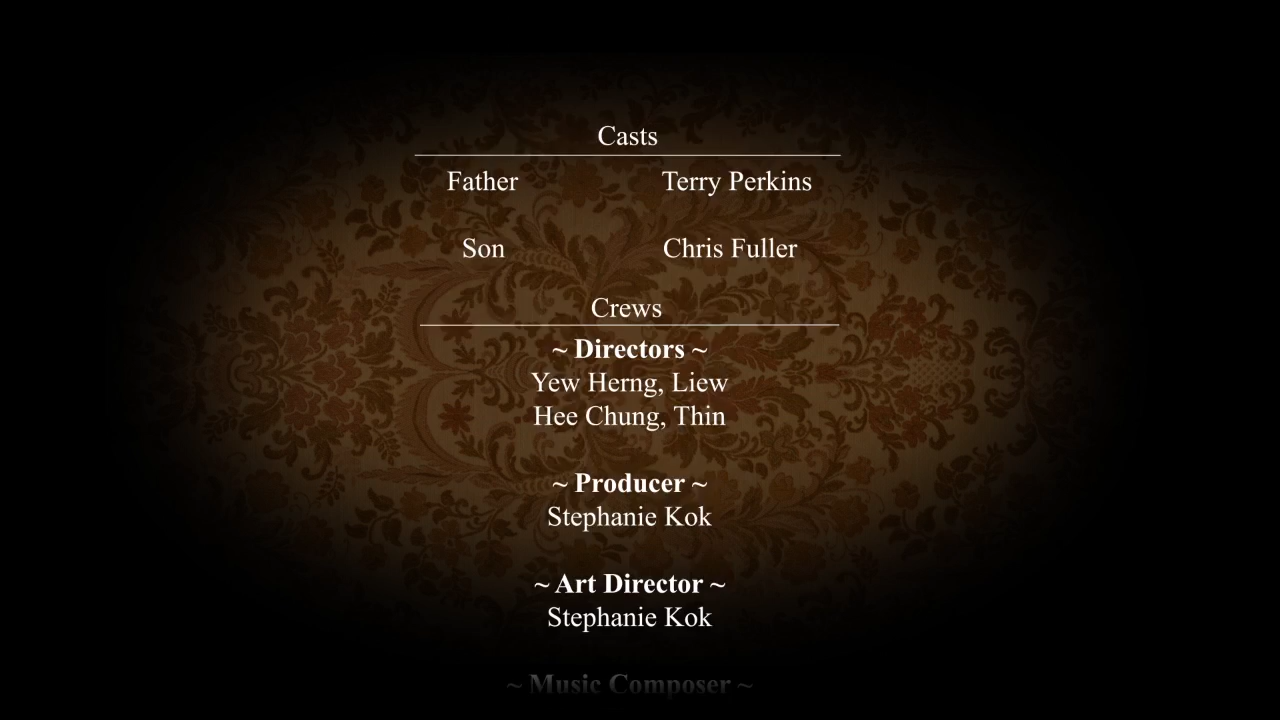 Casts
Father Terry Perkins
Son Chris Fuller
Crews
~ Directors ~
Yew Herng, Liew
Hee Chung, Thin
~ Producer ~
Stephanie Kok
~ Art Director ~
Stephanie Kok
~ Music Composer ~